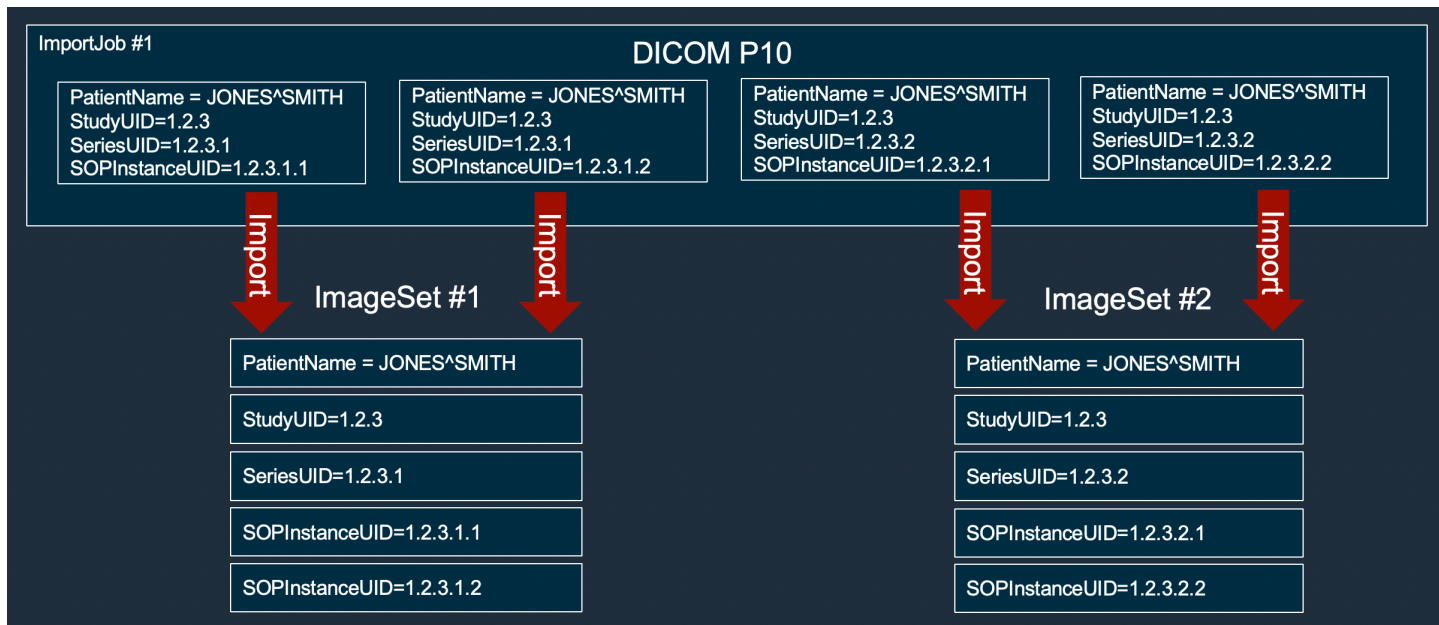 ImportJob #1
DICOM P10
PatientName = JONES^SMITH
StudyUID=1.2.3
SeriesUID=1.2.3.1
SOPInstanceUID=1.2.3.1.1
PatientName = JONES^SMITH
StudyUID=1.2.3
SeriesUID=1.2.3.1
SOPInstanceUID=1.2.3.1.2
PatientName = JONES^SMITH
StudyUID=1.2.3
SeriesUID=1.2.3.2
SOPInstanceUID=1.2.3.2.1
PatientName = JONES^SMITH
StudyUID=1.2.3
SeriesUID=1.2.3.2
SOPInstanceUID=1.2.3.2.2
Import
Import
Import
Import
ImageSet #1
PatientName = JONES^SMITH
StudyUID=1.2.3
SeriesUID=1.2.3.1
SOPInstanceUID=1.2.3.1.1
SOPInstanceUID=1.2.3.1.2
ImageSet #2
PatientName = JONES^SMITH
StudyUID=1.2.3
SeriesUID=1.2.3.2
SOPInstanceUID=1.2.3.2.1
SOPInstanceUID=1.2.3.2.2